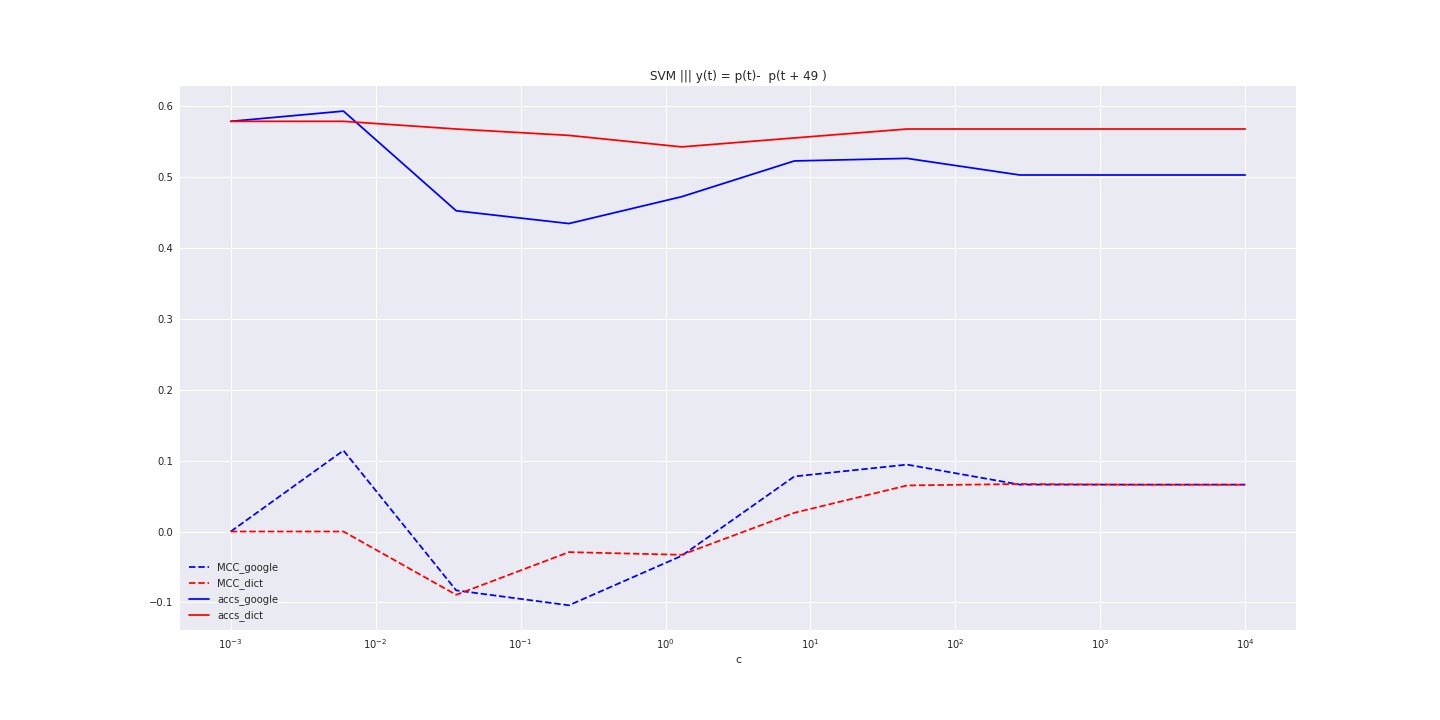 SVM ||| y(t) = p(t)-  p(t + 49 )
0.6
0.5
0.4
0.3
0.2
0.1
0.0
−0.1
MCC_google
MCC_dict
accs_google
accs_dict
10⁻³ 10⁻² 10⁻¹ 10⁰ 10¹ 10² 10³ 10⁴
c